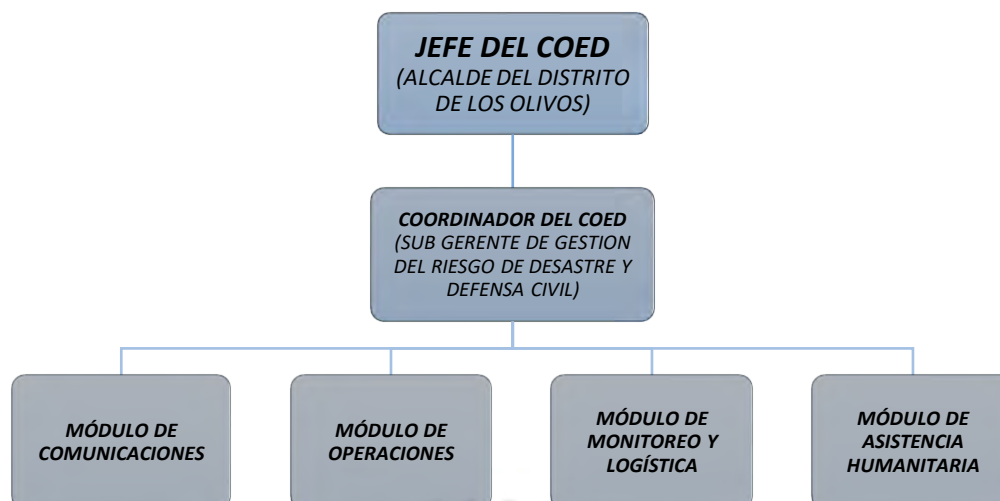 JEFE DEL COED
(ALCALDE DEL DISTRITO
DE LOS OLIVOS)
COORDINADOR DEL COED
(SUB GERENTE DE GESTION
DEL RIESGO DE DESASTRE Y
DEFENSA CIVIL)
MÓDULO DE
COMUNICACIONES
MÓDULO DE
OPERACIONES
MÓDULO DE
MONITOREO Y
LOGÍSTICA
MÓDULO DE
ASISTENCIA
HUMANITARIA